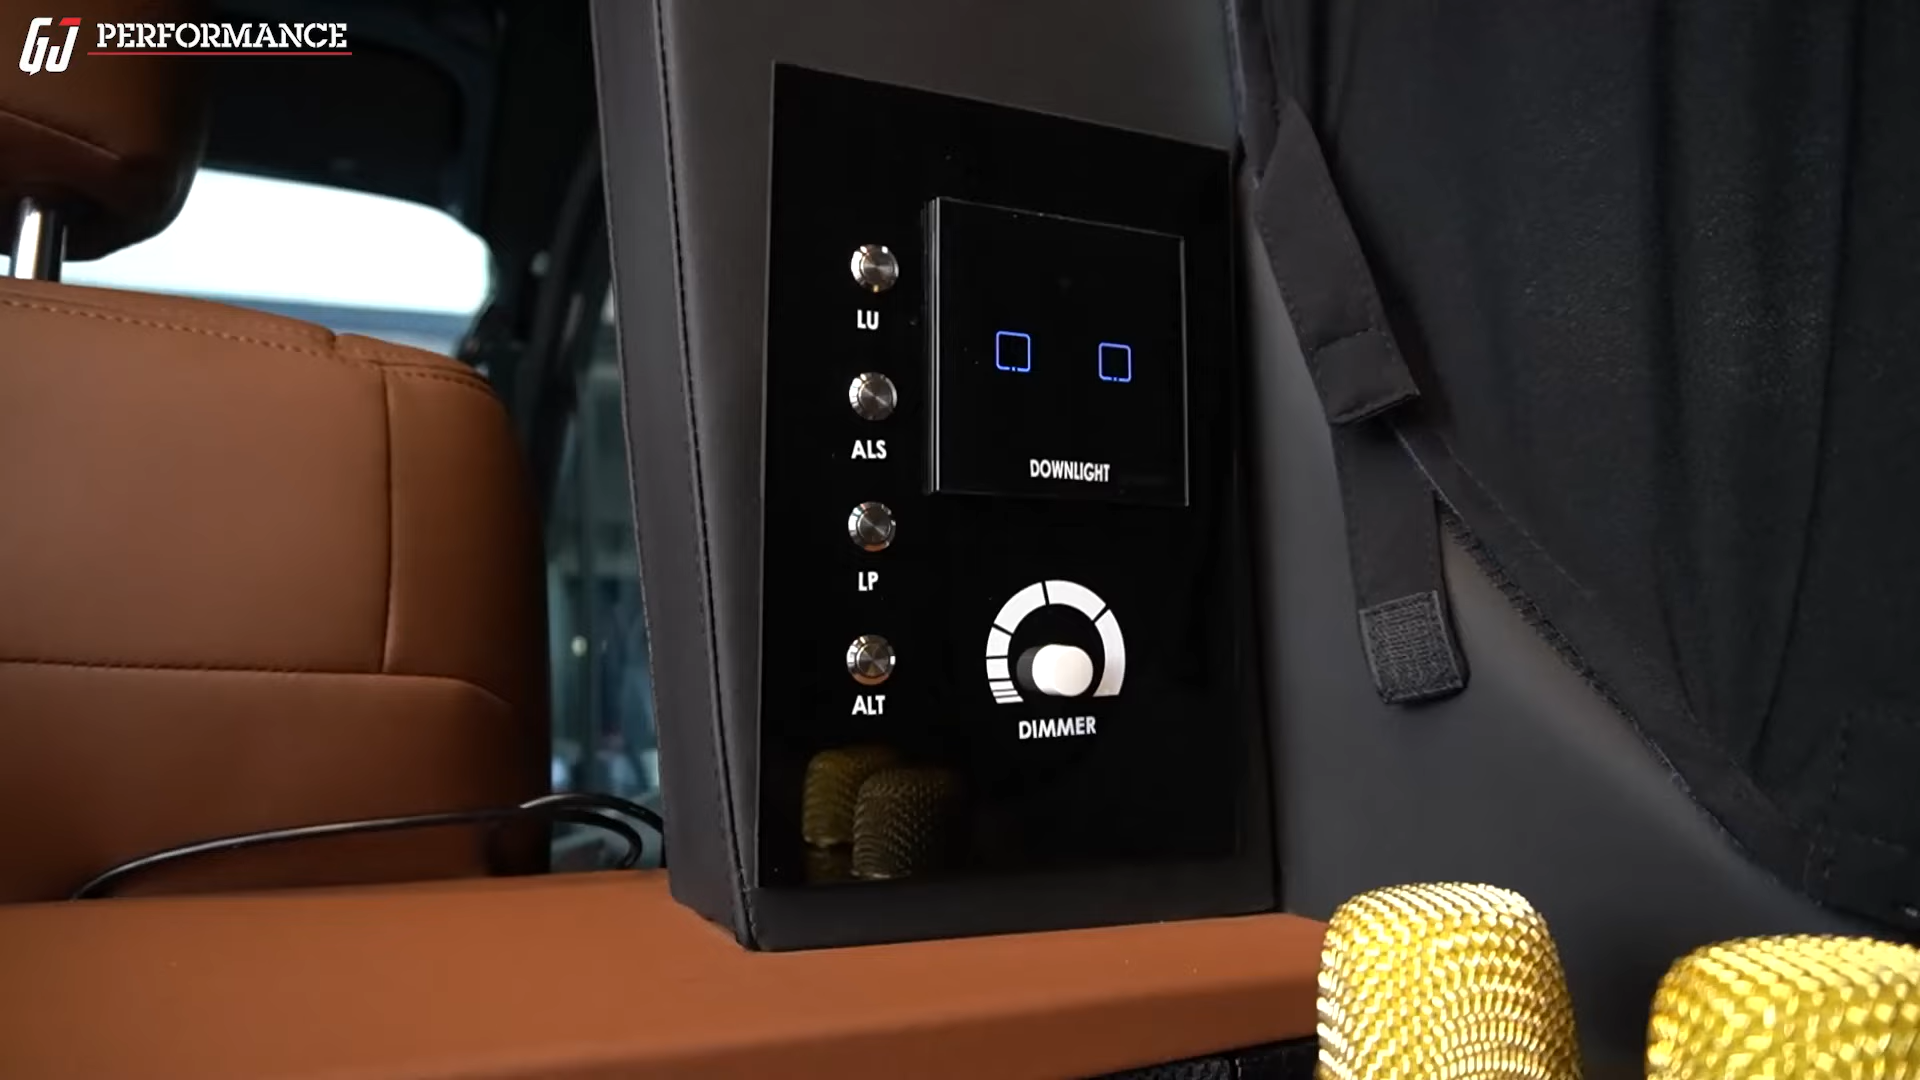 GJ PERFORMANCE
LU
ALS
LP
ALT
DOWNLIGHT
DIMMER